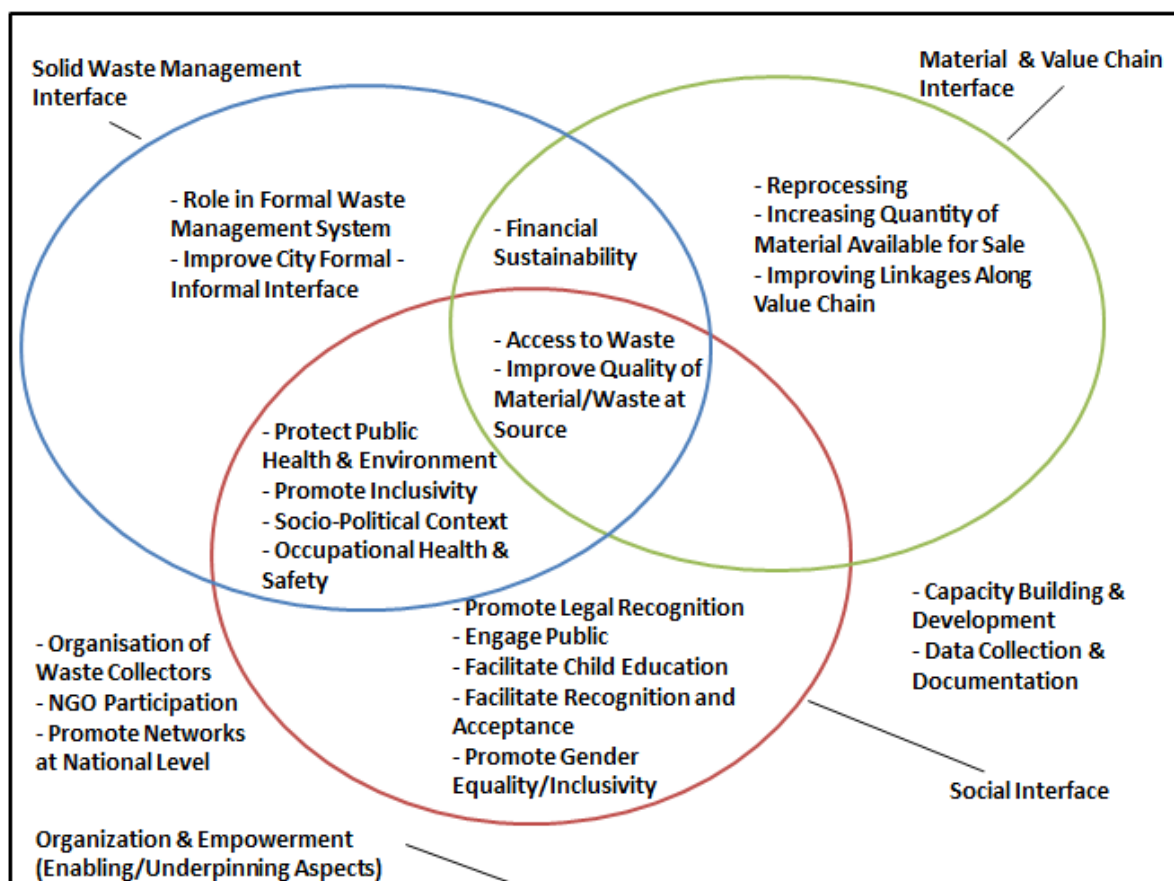 Solid Waste Management
Interface
Material & Value Chain
Interface
- Role in Formal Waste
Management System
- Improve City Formal -
Informal Interface
- Financial
Sustainability
- Reprocessing
- Increasing Quantity of
Material Available for Sale
- Improving Linkages Along
Value Chain
- Access to Waste
- Improve Quality of
Material/Waste at
Source
- Protect Public
Health & Environment
- Promote Inclusivity
- Socio-Political Context
- Occupational Health &
Safety
- Promote Legal Recognition
- Engage Public
- Facilitate Child Education
- Facilitate Recognition and
Acceptance
- Promote Gender
Equality/Inclusivity
- Capacity Building &
Development
- Data Collection &
Documentation
- Organisation of
Waste Collectors
- NGO Participation
- Promote Networks
at National Level
Social Interface
Organization & Empowerment
(Enabling/Underpinning Aspects)